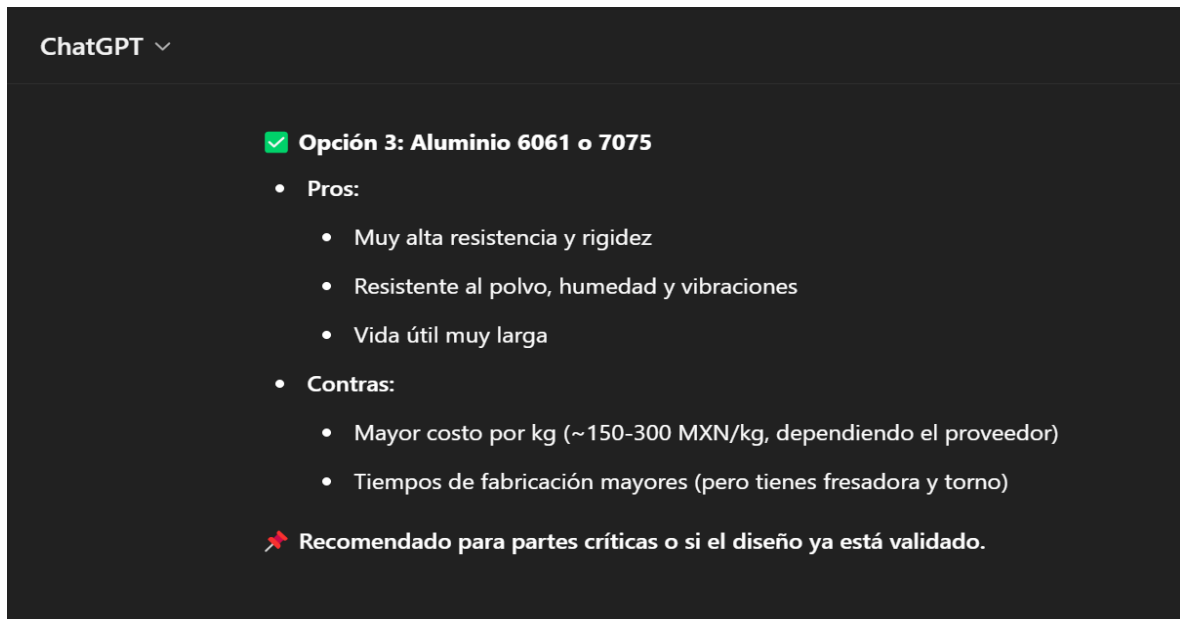 ChatGPT
✅ Opción 3: Aluminio 6061 o 7075
• Pros:
• Muy alta resistencia y rigidez
• Resistente al polvo, humedad y vibraciones
• Vida útil muy larga
• Contras:
• Mayor costo por kg (~150-300 MXN/kg, dependiendo el proveedor)
• Tiempos de fabricación mayores (pero tienes fresadora y torno)
📌 Recomendado para partes críticas o si el diseño ya está validado.